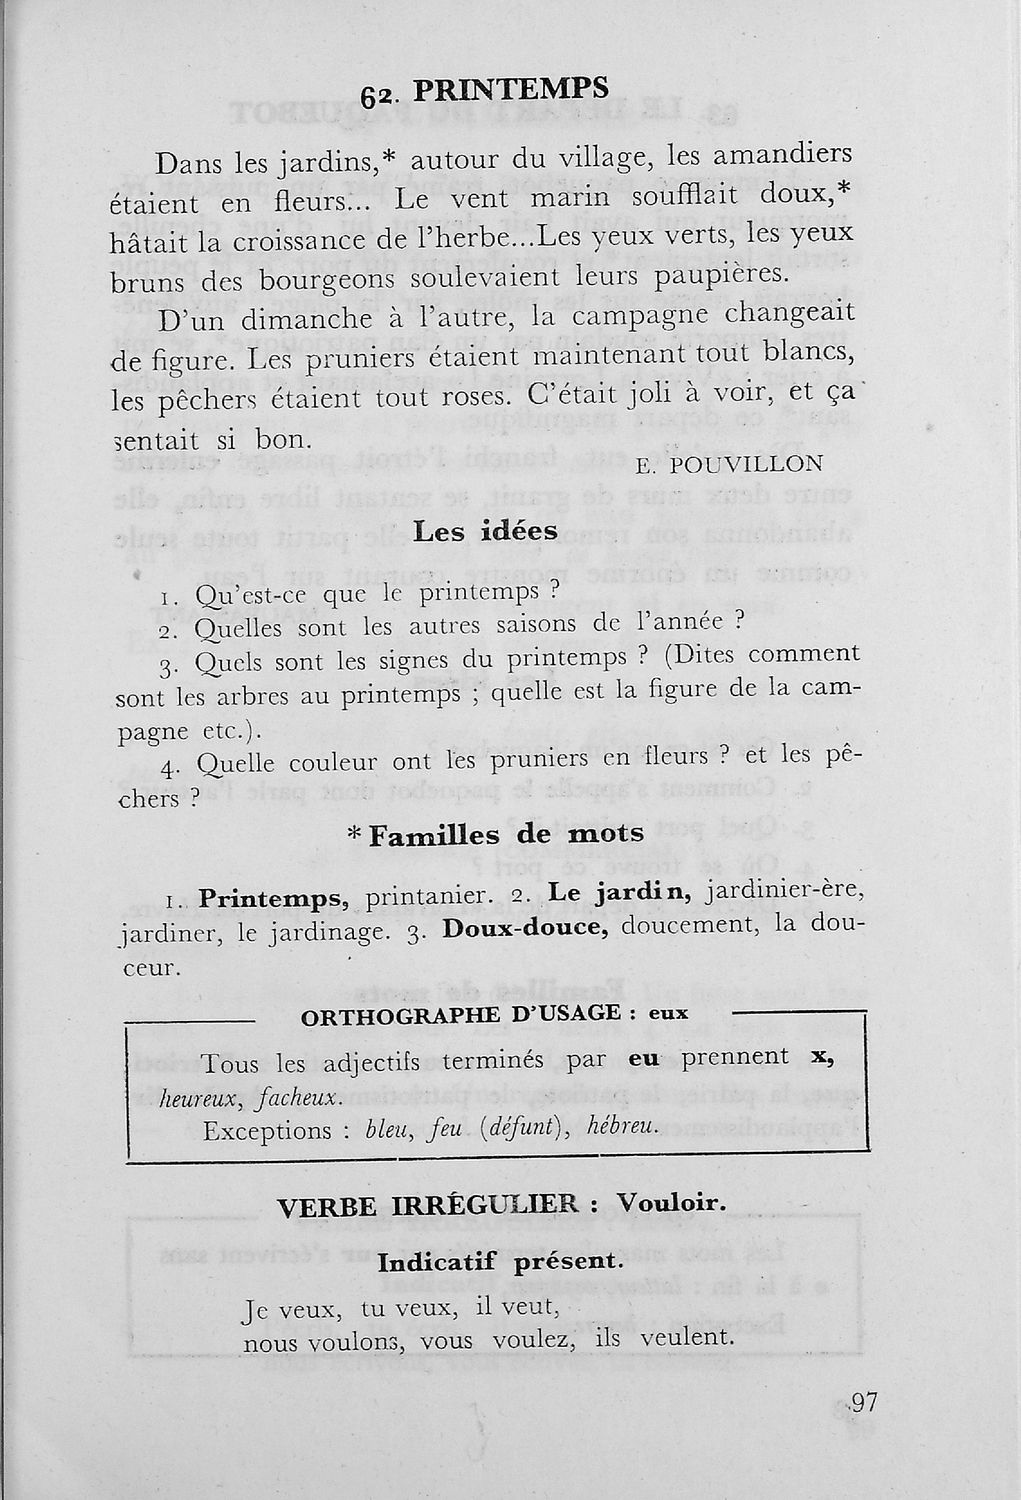 62. PRINTEMPS
Dans les jardins,* autour du village, les amandiers
étaient en fleurs... Le vent marin soufflait doux,*
hâtait la croissance de l'herbe...Les yeux verts, les yeux
bruns des bourgeons soulevaient leurs paupières.
D'un dimanche à l'autre, la campagne changeait
de figure. Les pruniers étaient maintenant tout blancs,
les pêchers étaient tout roses. C'était joli à voir, et ça
sentait si bon.
E. POUVILLON
Les idées
1. Qu'est-ce que le printemps ?
2. Quelles sont les autres saisons de l'année ?
3. Quels sont les signes du printemps ? (Dites comment
sont les arbres au printemps ; quelle est la figure de la cam-
pagne etc.).
4. Quelle couleur ont les pruniers en fleurs ? et les pê-
chers ?
* Familles de mots
1. Printemps, printanier. 2. Le jardin, jardinier-ère,
jardiner, le jardinage. 3. Doux-douce, doucement, la dou-
ceur.
ORTHOGRAPHE D'USAGE : eux
Tous les adjectifs terminés par eu prennent x,
heureux, facheux.
Exceptions : bleu, feu (défunt), hébreu.
VERBE IRRÉGULIER : Vouloir.
Indicatif présent.
Je veux, tu veux, il veut,
nous voulons, vous voulez, ils veulent.
97